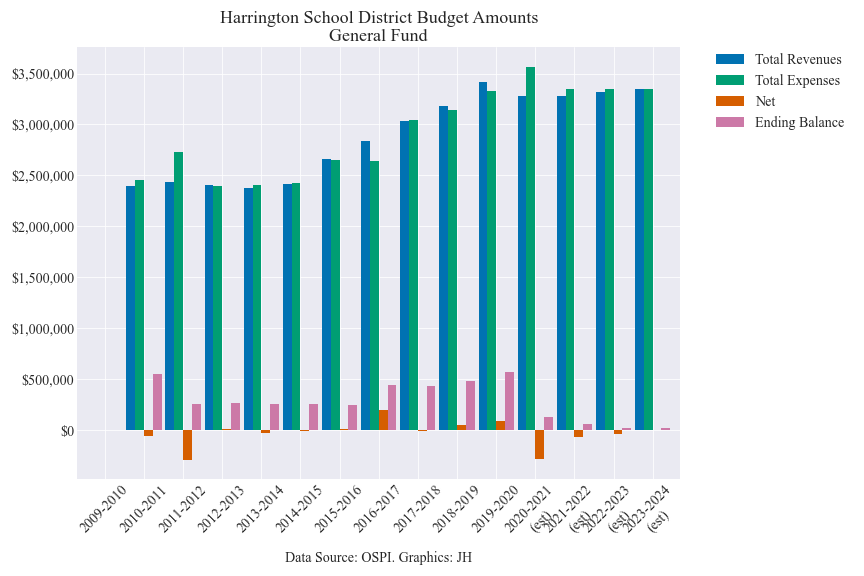 Harrington School District Budget Amounts
General Fund
Total Revenues
Total Expenses
Net
Ending Balance
$3,500,000
$3,000,000
$2,500,000
$2,000,000
$1,500,000
$1,000,000
$500,000
$0
2009-2010
2010-2011
2011-2012
2012-2013
2013-2014
2014-2015
2015-2016
2016-2017
2017-2018
2018-2019
2019-2020
2020-2021
(est)
2021-2022
(est)
2022-2023
(est)
2023-2024
(est)
Data Source: OSPI. Graphics: JH